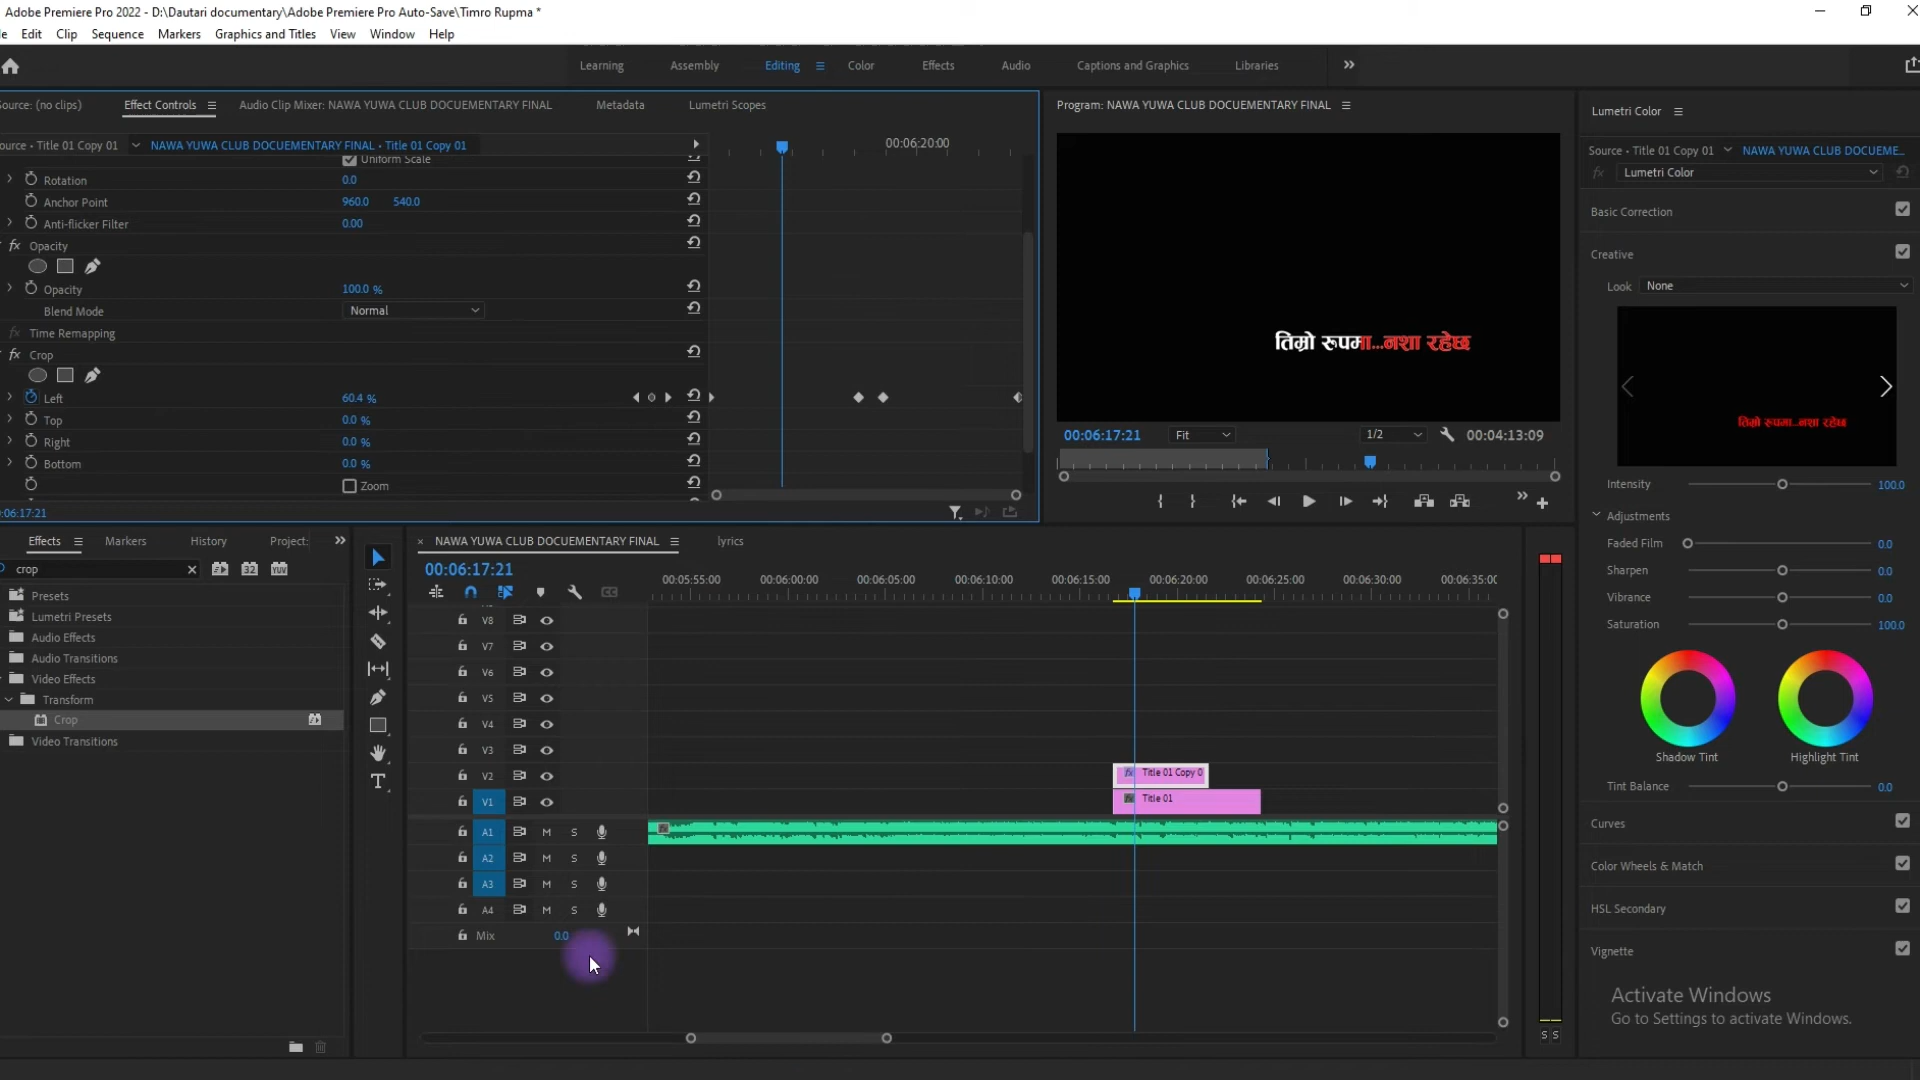 Adobe Premiere Pro 2022 - D:\Dautari documentary\Adobe Premiere Pro Auto-Save\Timro Rupma *
Edit Clip Sequence Markers Graphics and Titles View Window Help
Learning Assembly Editing Color Effects Audio Captions and Graphics Libraries
ource: (no clips) Effect Controls Audio Clip Mixer: NAWA YUWA CLUB DOCUEMENTARY FINAL Metadata Lumetri Scopes
ource • Title 01 Copy 01 NAWA YUWA CLUB DOCUEMENTARY FINAL • Title 01 Copy 01
00:06:20:00
Uniform Scale
Rotation 0.0
Anchor Point 960.0 540.0
Anti-flicker Filter 0.00
fx Opacity
Opacity 100.0 %
Blend Mode Normal
fx Time Remapping
fx Crop
Left 60.4 %
Top 0.0 %
Right 0.0 %
Bottom 0.0 %
Zoom
:06:17:21
Program: NAWA YUWA CLUB DOCUEMENTARY FINAL
तिम्रो रूपमा...नशा रहेछ
00:06:17:21 Fit 1/2 00:04:13:09
Lumetri Color
Source • Title 01 Copy 01 NAWA YUWA CLUB DOCUEME...
fx Lumetri Color
Basic Correction
Creative
Look None
तिम्रो रूपमा...नशा रहेछ
Intensity 100.0
Adjustments
Faded Film 0.0
Sharpen 0.0
Vibrance 0.0
Saturation 100.0
Shadow Tint Highlight Tint
Tint Balance 0.0
Curves
Color Wheels & Match
HSL Secondary
Vignette
Activate Windows
Go to Settings to activate Windows.
Effects Markers History Project:
crop
32 YUV
Presets
Lumetri Presets
Audio Effects
Audio Transitions
Video Effects
Transform
Crop
Video Transitions
NAWA YUWA CLUB DOCUEMENTARY FINAL lyrics
00:06:17:21
00:05:55:00 00:06:00:00 00:06:05:00 00:06:10:00 00:06:15:00 00:06:20:00 00:06:25:00 00:06:30:00 00:06:35:00
V8
V7
V6
V5
V4
V3
V2 fx Title 01 Copy 0
V1 Title 01
A1 M S
A2 M S
A3 M S
A4 M S
Mix 0.0
S S